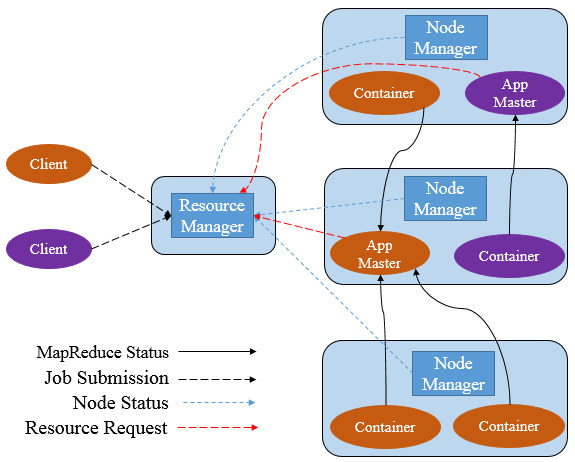 Node
Manager
Container
App
Master
Client
Resource
Manager
Node
Manager
Client
App
Master
Container
MapReduce Status
Job Submission
Node Status
Resource Request
Node
Manager
Container
Container